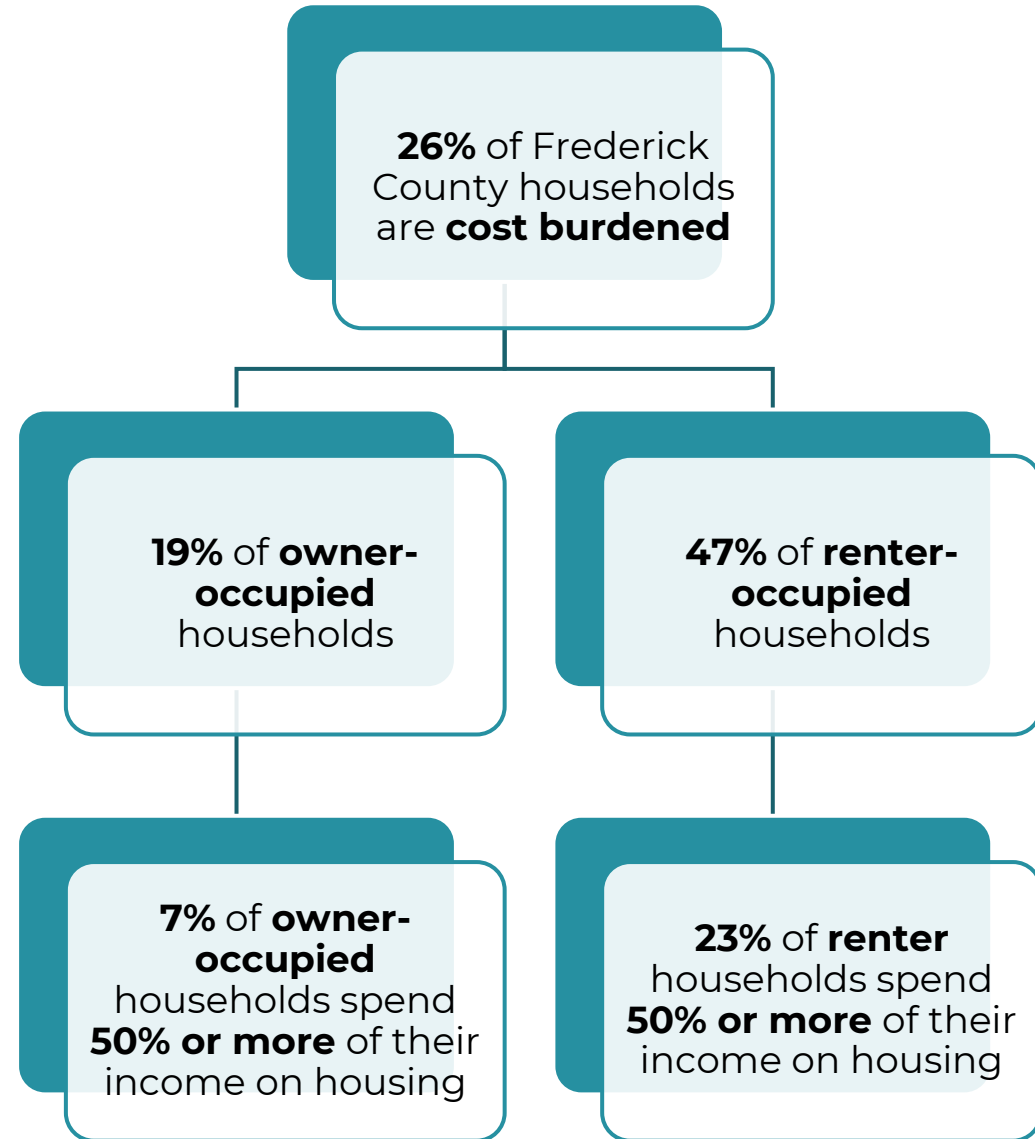 26% of Frederick
County households
are cost burdened
19% of owner-
occupied
households
47% of renter-
occupied
households
7% of owner-
occupied
households spend
50% or more of their
income on housing
23% of renter
households spend
50% or more of their
income on housing